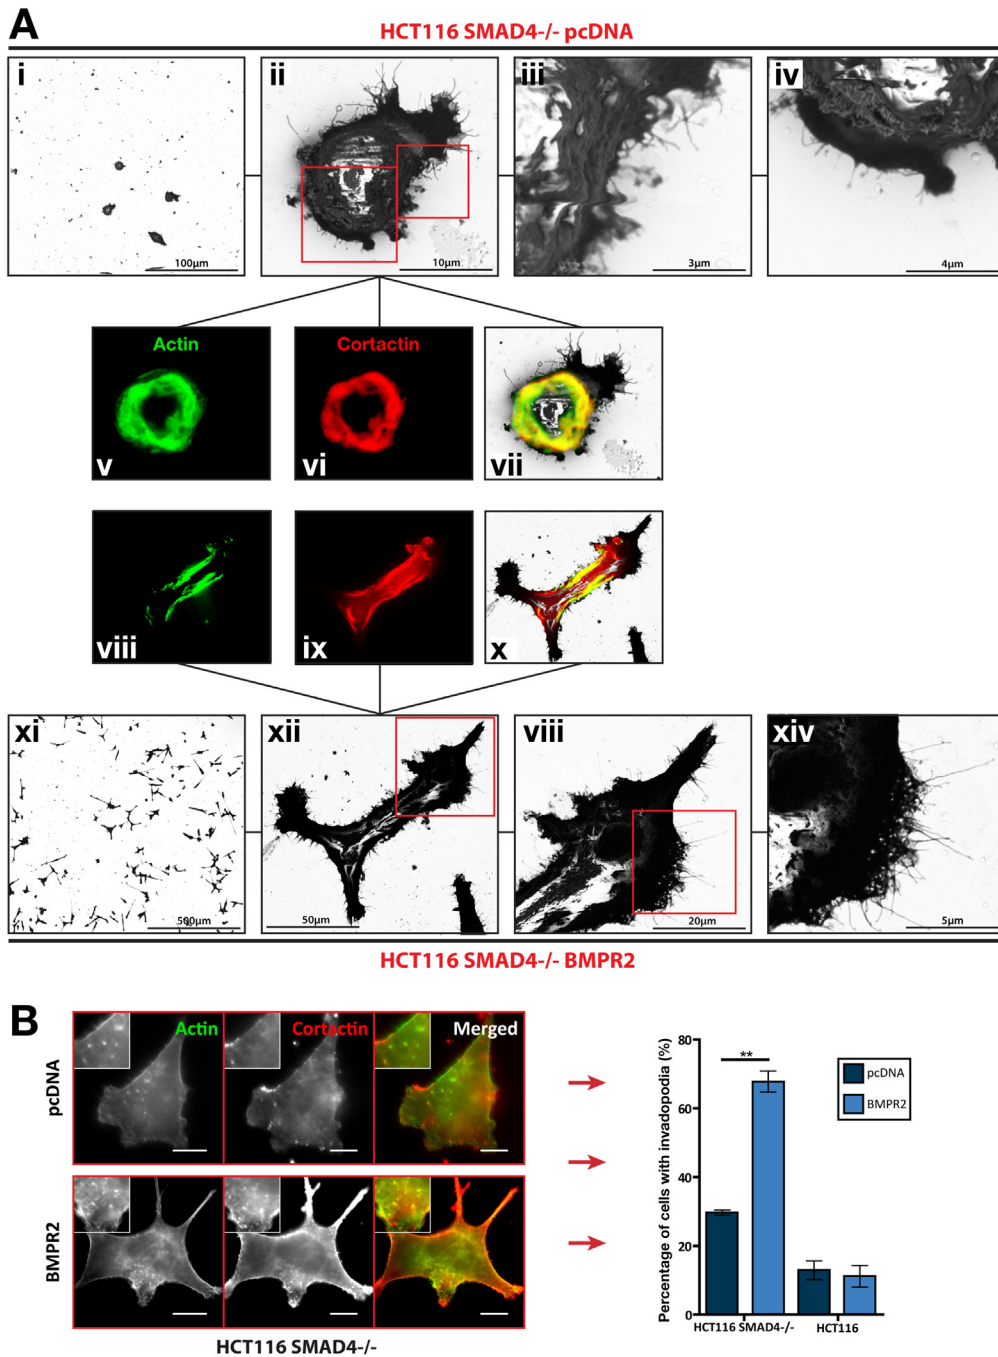 A
HCT116 SMAD4-/- pcDNA
i
ii
iii
iv
100μm
10μm
3μm
4μm
Actin
Cortactin
v
vi
vii
viii
ix
x
xi
xii
viii
xiv
500μm
50μm
20μm
5μm
HCT116 SMAD4-/- BMPR2
B
pcDNA
Actin
Cortactin
Merged
BMPR2
HCT116 SMAD4-/-
Percentage of cells with invadopodia (%)
80
60
40
20
0
**
pcDNA
BMPR2
HCT116 SMAD4-/-
HCT116